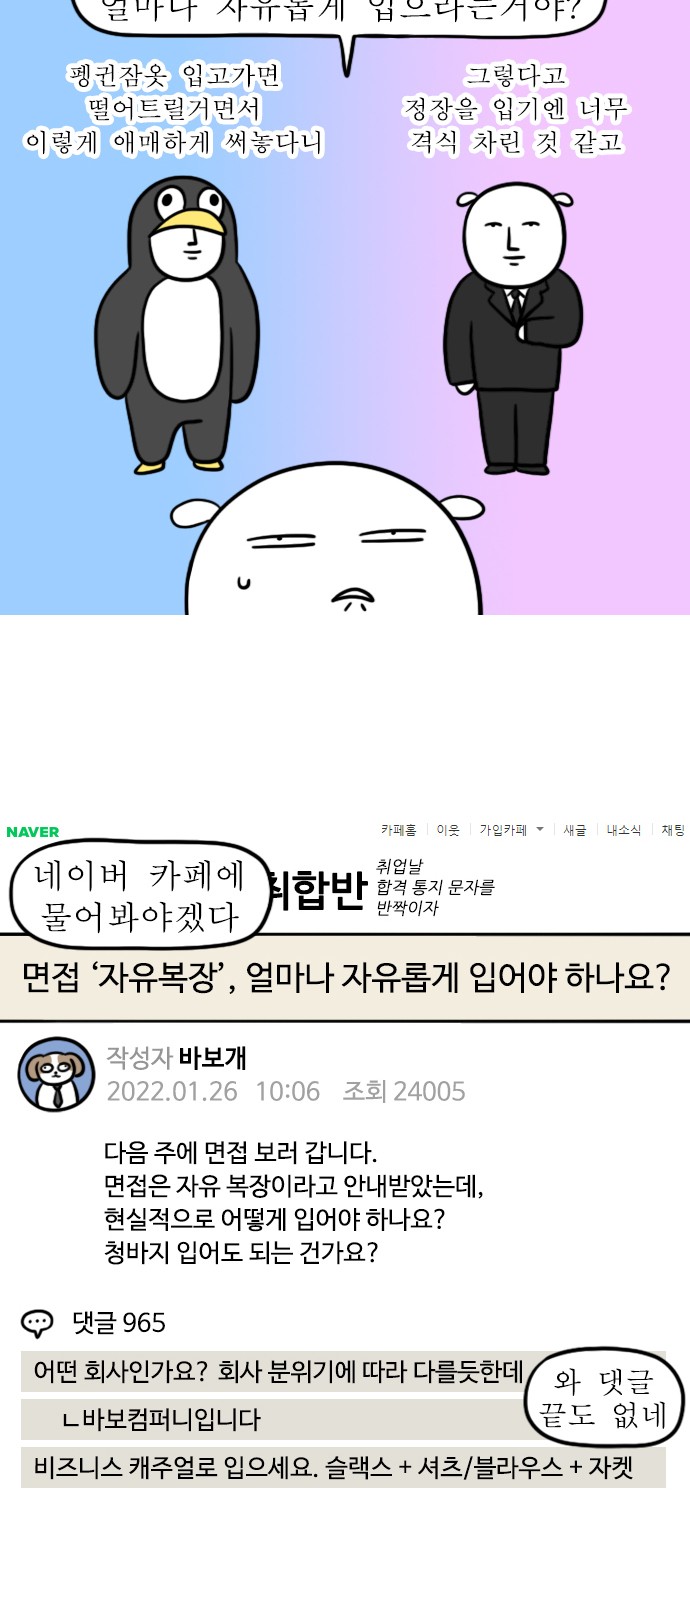 얼마나 자유롭게 입으라는거야?
펭귄잠옷 입고가면
떨어트릴거면서
이렇게 애매하게 써놓다니
그렇다고
정장을 입기엔 너무
격식 차린 것 같고
NAVER
카페홈 이웃 가입카페 새글 내소식 채팅
네이버 카페에
물어봐야겠다
취합반
취업날
합격 통지 문자를
반짝이자
면접 ‘자유복장’, 얼마나 자유롭게 입어야 하나요?
작성자 바보개
2022.01.26 10:06 조회 24005
다음 주에 면접 보러 갑니다.
면접은 자유 복장이라고 안내받았는데,
현실적으로 어떻게 입어야 하나요?
청바지 입어도 되는 건가요?
댓글 965
어떤 회사인가요? 회사 분위기에 따라 다를듯한데
ㄴ바보컴퍼니입니다
와 댓글
끝도 없네
비즈니스 캐주얼로 입으세요. 슬랙스 + 셔츠/블라우스 + 자켓